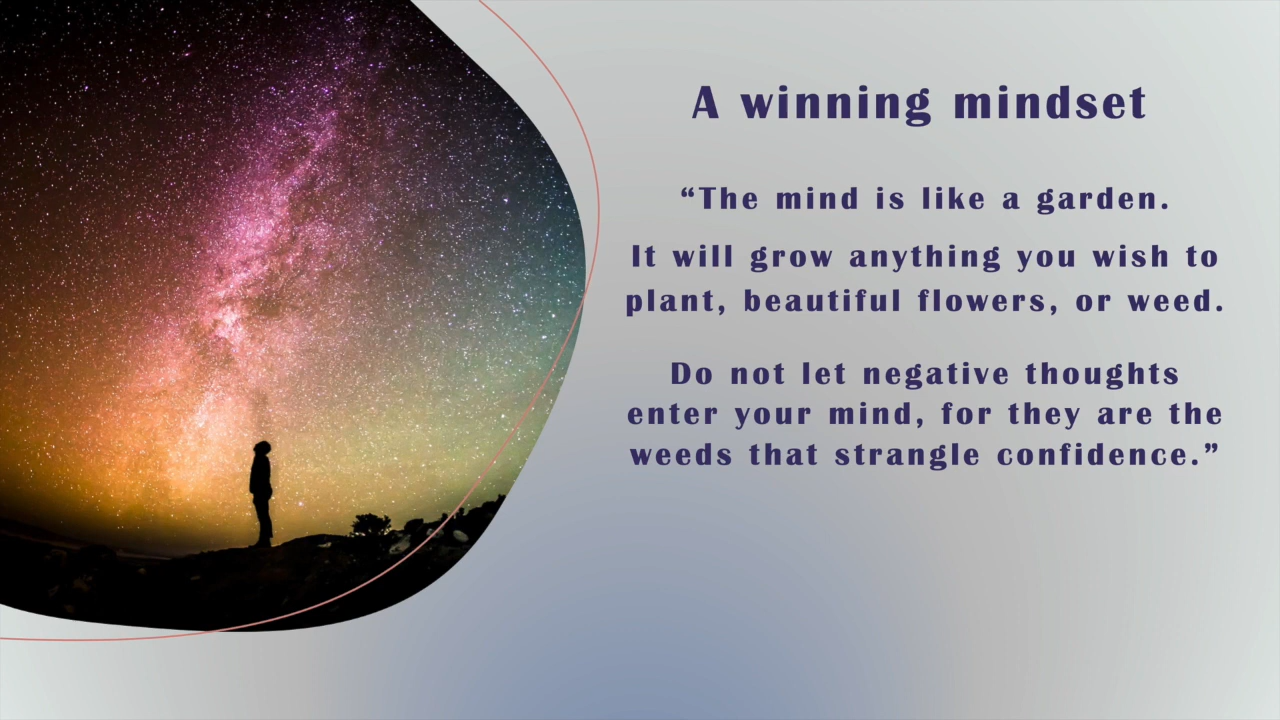 A winning mindset
“The mind is like a garden.
It will grow anything you wish to
plant, beautiful flowers, or weed.
Do not let negative thoughts
enter your mind, for they are the
weeds that strangle confidence.”